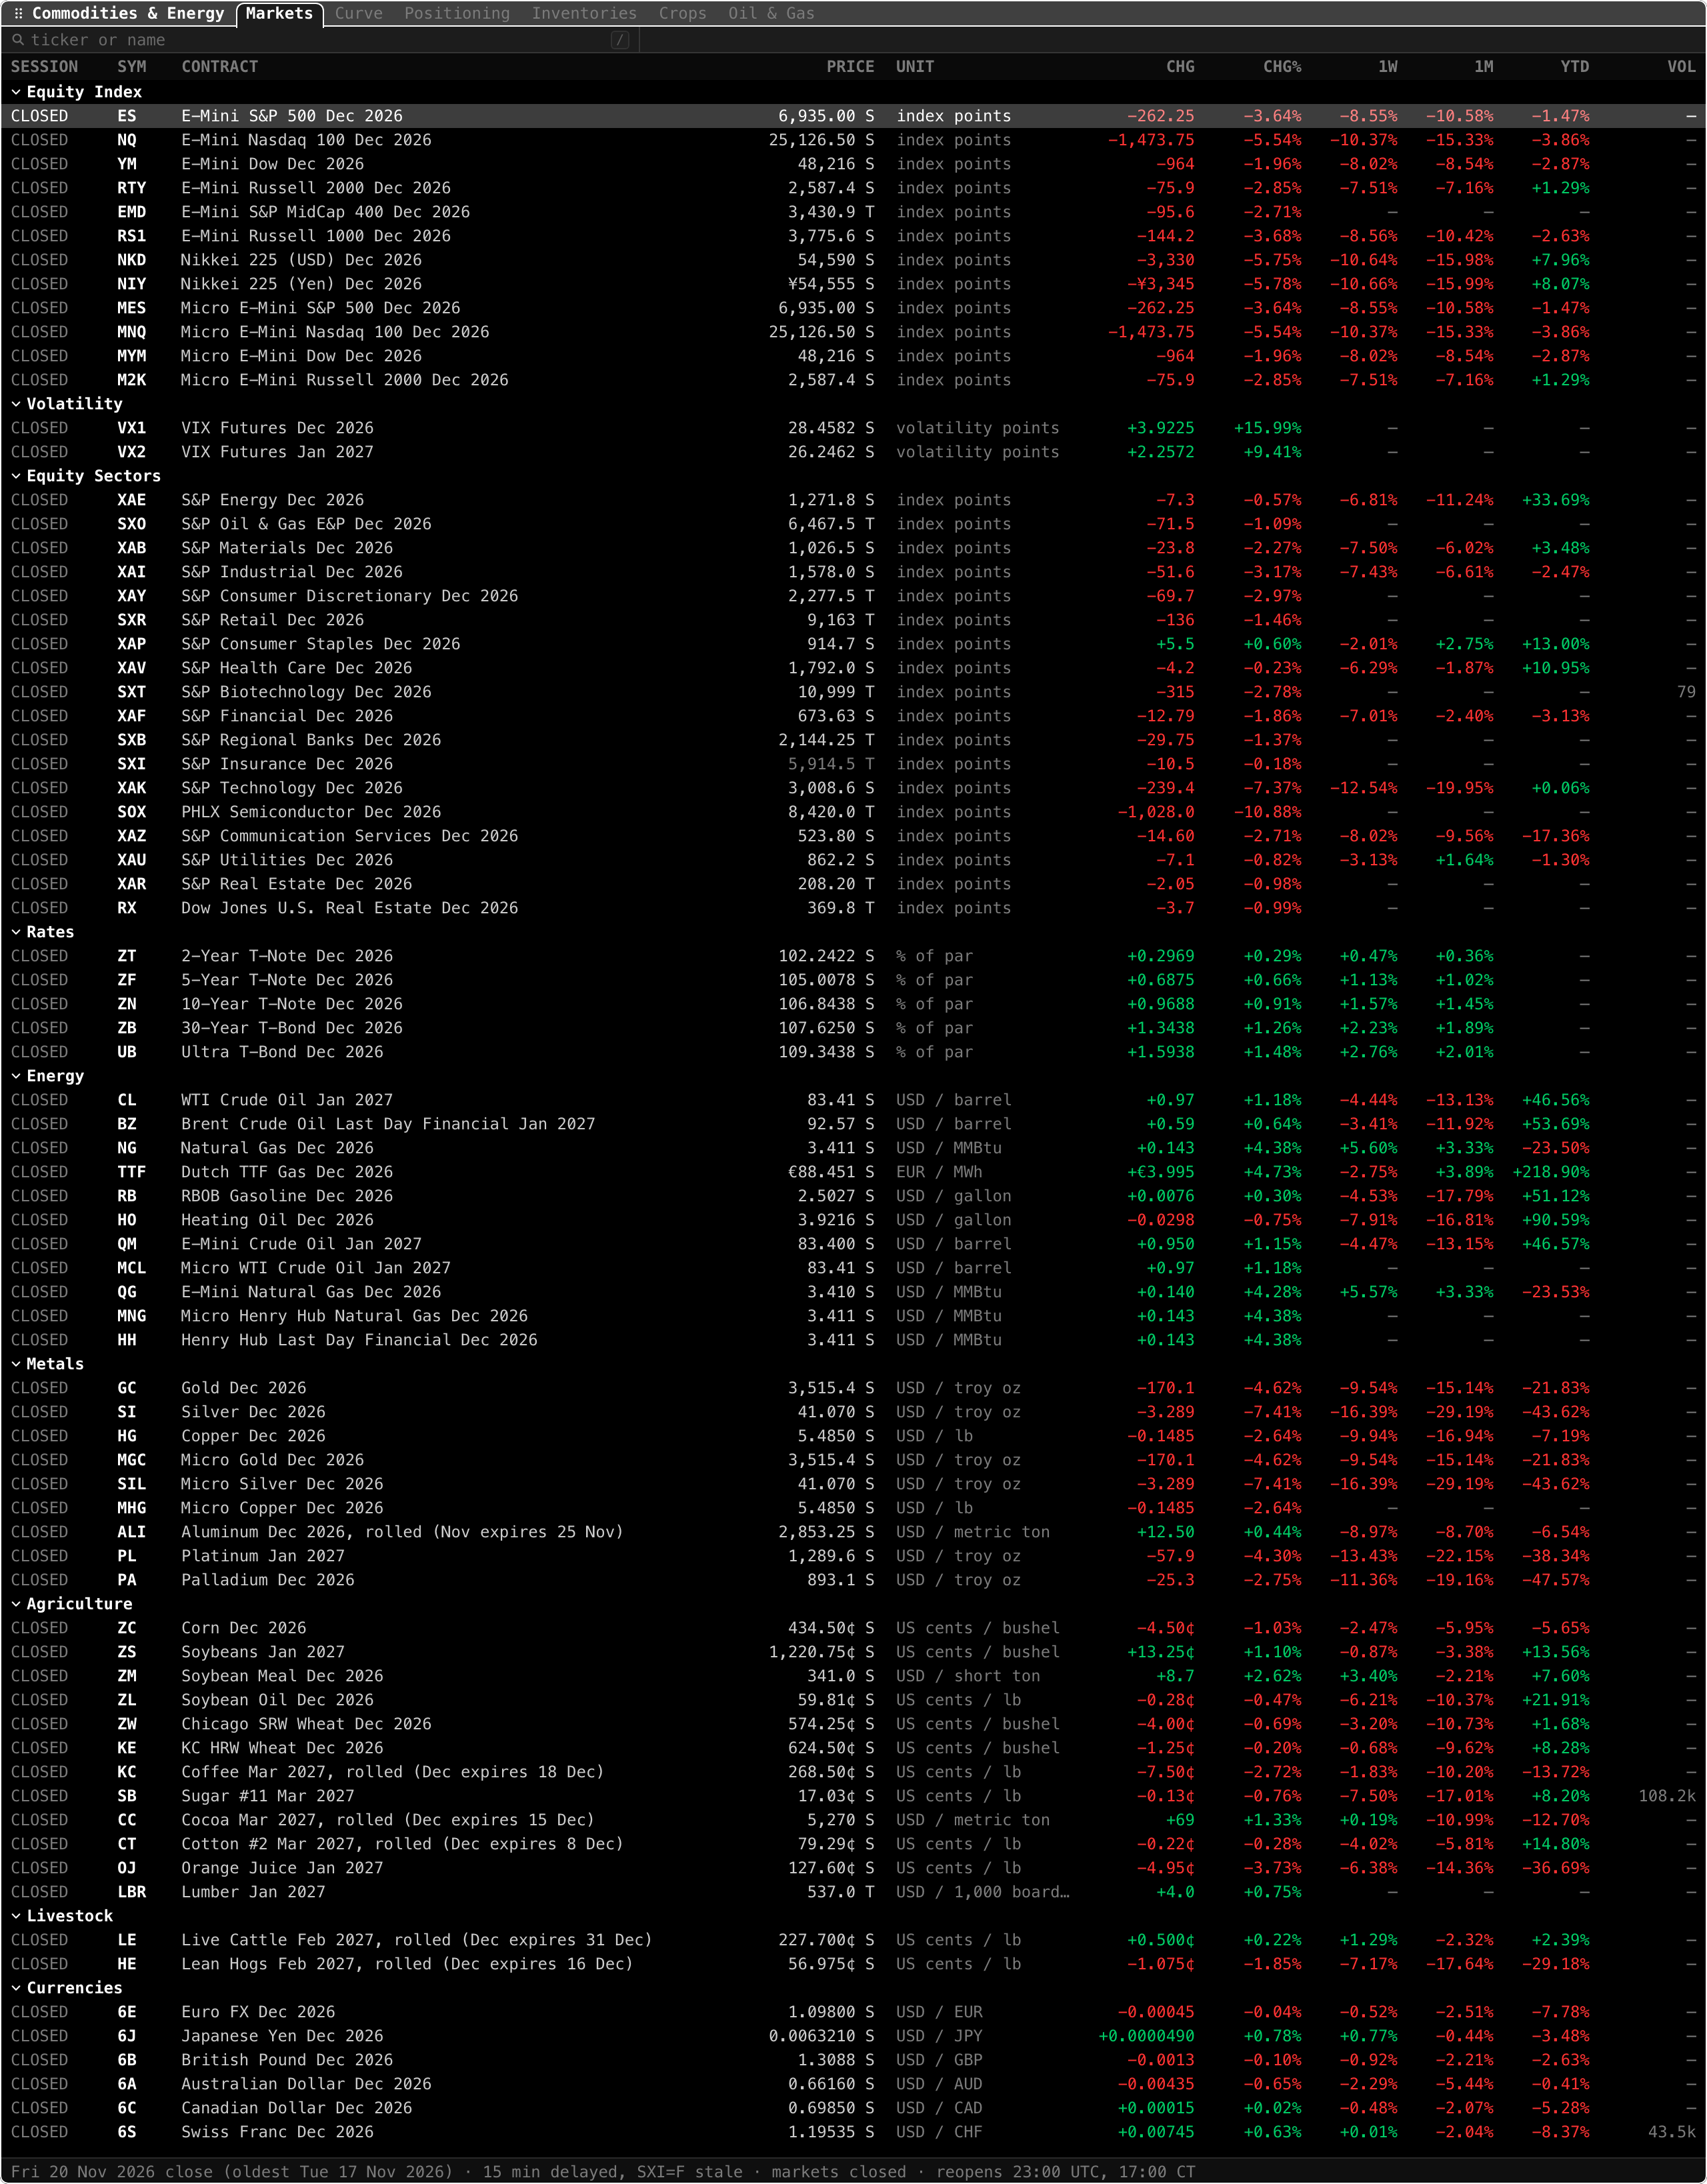 Commodities & Energy Markets Curve Positioning Inventories Crops Oil & Gas
ticker or name /
SESSION SYM CONTRACT PRICE UNIT CHG CHG% 1W 1M YTD VOL
Equity Index
CLOSED ES E−Mini S&P 500 Dec 2026 6,935.00 S index points −262.25 −3.64% −8.55% −10.58% −1.47% —
CLOSED NQ E−Mini Nasdaq 100 Dec 2026 25,126.50 S index points −1,473.75 −5.54% −10.37% −15.33% −3.86% —
CLOSED YM E−Mini Dow Dec 2026 48,216 S index points −964 −1.96% −8.02% −8.54% −2.87% —
CLOSED RTY E−Mini Russell 2000 Dec 2026 2,587.4 S index points −75.9 −2.85% −7.51% −7.16% +1.29% —
CLOSED EMD E−Mini S&P MidCap 400 Dec 2026 3,430.9 T index points −95.6 −2.71% — — — —
CLOSED RS1 E−Mini Russell 1000 Dec 2026 3,775.6 S index points −144.2 −3.68% −8.56% −10.42% −2.63% —
CLOSED NKD Nikkei 225 (USD) Dec 2026 54,590 S index points −3,330 −5.75% −10.64% −15.98% +7.96% —
CLOSED NIY Nikkei 225 (Yen) Dec 2026 ¥54,555 S index points −¥3,345 −5.78% −10.66% −15.99% +8.07% —
CLOSED MES Micro E−Mini S&P 500 Dec 2026 6,935.00 S index points −262.25 −3.64% −8.55% −10.58% −1.47% —
CLOSED MNQ Micro E−Mini Nasdaq 100 Dec 2026 25,126.50 S index points −1,473.75 −5.54% −10.37% −15.33% −3.86% —
CLOSED MYM Micro E−Mini Dow Dec 2026 48,216 S index points −964 −1.96% −8.02% −8.54% −2.87% —
CLOSED M2K Micro E−Mini Russell 2000 Dec 2026 2,587.4 S index points −75.9 −2.85% −7.51% −7.16% +1.29% —
Volatility
CLOSED VX1 VIX Futures Dec 2026 28.4582 S volatility points +3.9225 +15.99% — — — —
CLOSED VX2 VIX Futures Jan 2027 26.2462 S volatility points +2.2572 +9.41% — — — —
Equity Sectors
CLOSED XAE S&P Energy Dec 2026 1,271.8 S index points −7.3 −0.57% −6.81% −11.24% +33.69% —
CLOSED SXO S&P Oil & Gas E&P Dec 2026 6,467.5 T index points −71.5 −1.09% — — — —
CLOSED XAB S&P Materials Dec 2026 1,026.5 S index points −23.8 −2.27% −7.50% −6.02% +3.48% —
CLOSED XAI S&P Industrial Dec 2026 1,578.0 S index points −51.6 −3.17% −7.43% −6.61% −2.47% —
CLOSED XAY S&P Consumer Discretionary Dec 2026 2,277.5 T index points −69.7 −2.97% — — — —
CLOSED SXR S&P Retail Dec 2026 9,163 T index points −136 −1.46% — — — —
CLOSED XAP S&P Consumer Staples Dec 2026 914.7 S index points +5.5 +0.60% −2.01% +2.75% +13.00% —
CLOSED XAV S&P Health Care Dec 2026 1,792.0 S index points −4.2 −0.23% −6.29% −1.87% +10.95% —
CLOSED SXT S&P Biotechnology Dec 2026 10,999 T index points −315 −2.78% — — — 79
CLOSED XAF S&P Financial Dec 2026 673.63 S index points −12.79 −1.86% −7.01% −2.40% −3.13% —
CLOSED SXB S&P Regional Banks Dec 2026 2,144.25 T index points −29.75 −1.37% — — — —
CLOSED SXI S&P Insurance Dec 2026 5,914.5 T index points −10.5 −0.18% — — — —
CLOSED XAK S&P Technology Dec 2026 3,008.6 S index points −239.4 −7.37% −12.54% −19.95% +0.06% —
CLOSED SOX PHLX Semiconductor Dec 2026 8,420.0 T index points −1,028.0 −10.88% — — — —
CLOSED XAZ S&P Communication Services Dec 2026 523.80 S index points −14.60 −2.71% −8.02% −9.56% −17.36% —
CLOSED XAU S&P Utilities Dec 2026 862.2 S index points −7.1 −0.82% −3.13% +1.64% −1.30% —
CLOSED XAR S&P Real Estate Dec 2026 208.20 T index points −2.05 −0.98% — — — —
CLOSED RX Dow Jones U.S. Real Estate Dec 2026 369.8 T index points −3.7 −0.99% — — — —
Rates
CLOSED ZT 2−Year T−Note Dec 2026 102.2422 S % of par +0.2969 +0.29% +0.47% +0.36% — —
CLOSED ZF 5−Year T−Note Dec 2026 105.0078 S % of par +0.6875 +0.66% +1.13% +1.02% — —
CLOSED ZN 10−Year T−Note Dec 2026 106.8438 S % of par +0.9688 +0.91% +1.57% +1.45% — —
CLOSED ZB 30−Year T−Bond Dec 2026 107.6250 S % of par +1.3438 +1.26% +2.23% +1.89% — —
CLOSED UB Ultra T−Bond Dec 2026 109.3438 S % of par +1.5938 +1.48% +2.76% +2.01% — —
Energy
CLOSED CL WTI Crude Oil Jan 2027 83.41 S USD / barrel +0.97 +1.18% −4.44% −13.13% +46.56% —
CLOSED BZ Brent Crude Oil Last Day Financial Jan 2027 92.57 S USD / barrel +0.59 +0.64% −3.41% −11.92% +53.69% —
CLOSED NG Natural Gas Dec 2026 3.411 S USD / MMBtu +0.143 +4.38% +5.60% +3.33% −23.50% —
CLOSED TTF Dutch TTF Gas Dec 2026 €88.451 S EUR / MWh +€3.995 +4.73% −2.75% +3.89% +218.90% —
CLOSED RB RBOB Gasoline Dec 2026 2.5027 S USD / gallon +0.0076 +0.30% −4.53% −17.79% +51.12% —
CLOSED HO Heating Oil Dec 2026 3.9216 S USD / gallon −0.0298 −0.75% −7.91% −16.81% +90.59% —
CLOSED QM E−Mini Crude Oil Jan 2027 83.400 S USD / barrel +0.950 +1.15% −4.47% −13.15% +46.57% —
CLOSED MCL Micro WTI Crude Oil Jan 2027 83.41 S USD / barrel +0.97 +1.18% — — — —
CLOSED QG E−Mini Natural Gas Dec 2026 3.410 S USD / MMBtu +0.140 +4.28% +5.57% +3.33% −23.53% —
CLOSED MNG Micro Henry Hub Natural Gas Dec 2026 3.411 S USD / MMBtu +0.143 +4.38% — — — —
CLOSED HH Henry Hub Last Day Financial Dec 2026 3.411 S USD / MMBtu +0.143 +4.38% — — — —
Metals
CLOSED GC Gold Dec 2026 3,515.4 S USD / troy oz −170.1 −4.62% −9.54% −15.14% −21.83% —
CLOSED SI Silver Dec 2026 41.070 S USD / troy oz −3.289 −7.41% −16.39% −29.19% −43.62% —
CLOSED HG Copper Dec 2026 5.4850 S USD / lb −0.1485 −2.64% −9.94% −16.94% −7.19% —
CLOSED MGC Micro Gold Dec 2026 3,515.4 S USD / troy oz −170.1 −4.62% −9.54% −15.14% −21.83% —
CLOSED SIL Micro Silver Dec 2026 41.070 S USD / troy oz −3.289 −7.41% −16.39% −29.19% −43.62% —
CLOSED MHG Micro Copper Dec 2026 5.4850 S USD / lb −0.1485 −2.64% — — — —
CLOSED ALI Aluminum Dec 2026, rolled (Nov expires 25 Nov) 2,853.25 S USD / metric ton +12.50 +0.44% −8.97% −8.70% −6.54% —
CLOSED PL Platinum Jan 2027 1,289.6 S USD / troy oz −57.9 −4.30% −13.43% −22.15% −38.34% —
CLOSED PA Palladium Dec 2026 893.1 S USD / troy oz −25.3 −2.75% −11.36% −19.16% −47.57% —
Agriculture
CLOSED ZC Corn Dec 2026 434.50¢ S US cents / bushel −4.50¢ −1.03% −2.47% −5.95% −5.65% —
CLOSED ZS Soybeans Jan 2027 1,220.75¢ S US cents / bushel +13.25¢ +1.10% −0.87% −3.38% +13.56% —
CLOSED ZM Soybean Meal Dec 2026 341.0 S USD / short ton +8.7 +2.62% +3.40% −2.21% +7.60% —
CLOSED ZL Soybean Oil Dec 2026 59.81¢ S US cents / lb −0.28¢ −0.47% −6.21% −10.37% +21.91% —
CLOSED ZW Chicago SRW Wheat Dec 2026 574.25¢ S US cents / bushel −4.00¢ −0.69% −3.20% −10.73% +1.68% —
CLOSED KE KC HRW Wheat Dec 2026 624.50¢ S US cents / bushel −1.25¢ −0.20% −0.68% −9.62% +8.28% —
CLOSED KC Coffee Mar 2027, rolled (Dec expires 18 Dec) 268.50¢ S US cents / lb −7.50¢ −2.72% −1.83% −10.20% −13.72% —
CLOSED SB Sugar #11 Mar 2027 17.03¢ S US cents / lb −0.13¢ −0.76% −7.50% −17.01% +8.20% 108.2k
CLOSED CC Cocoa Mar 2027, rolled (Dec expires 15 Dec) 5,270 S USD / metric ton +69 +1.33% +0.19% −10.99% −12.70% —
CLOSED CT Cotton #2 Mar 2027, rolled (Dec expires 8 Dec) 79.29¢ S US cents / lb −0.22¢ −0.28% −4.02% −5.81% +14.80% —
CLOSED OJ Orange Juice Jan 2027 127.60¢ S US cents / lb −4.95¢ −3.73% −6.38% −14.36% −36.69% —
CLOSED LBR Lumber Jan 2027 537.0 T USD / 1,000 board… +4.0 +0.75% — — — —
Livestock
CLOSED LE Live Cattle Feb 2027, rolled (Dec expires 31 Dec) 227.700¢ S US cents / lb +0.500¢ +0.22% +1.29% −2.32% +2.39% —
CLOSED HE Lean Hogs Feb 2027, rolled (Dec expires 16 Dec) 56.975¢ S US cents / lb −1.075¢ −1.85% −7.17% −17.64% −29.18% —
Currencies
CLOSED 6E Euro FX Dec 2026 1.09800 S USD / EUR −0.00045 −0.04% −0.52% −2.51% −7.78% —
CLOSED 6J Japanese Yen Dec 2026 0.0063210 S USD / JPY +0.0000490 +0.78% +0.77% −0.44% −3.48% —
CLOSED 6B British Pound Dec 2026 1.3088 S USD / GBP −0.0013 −0.10% −0.92% −2.21% −2.63% —
CLOSED 6A Australian Dollar Dec 2026 0.66160 S USD / AUD −0.00435 −0.65% −2.29% −5.44% −0.41% —
CLOSED 6C Canadian Dollar Dec 2026 0.69850 S USD / CAD +0.00015 +0.02% −0.48% −2.07% −5.28% —
CLOSED 6S Swiss Franc Dec 2026 1.19535 S USD / CHF +0.00745 +0.63% +0.01% −2.04% −8.37% 43.5k
Fri 20 Nov 2026 close (oldest Tue 17 Nov 2026) · 15 min delayed, SXI=F stale · markets closed · reopens 23:00 UTC, 17:00 CT